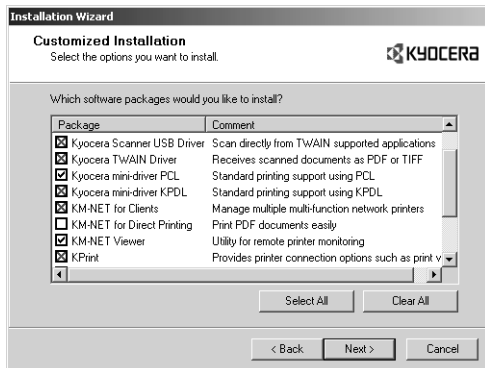 Installation Wizard
Customized Installation
Select the options you want to install.
KYOCERA
Which software packages would you like to install?
Package Comment
Kyocera Scanner USB Driver Scan directly from TWAIN supported applications
Kyocera TWAIN Driver Receives scanned documents as PDF or TIFF
Kyocera mini-driver PCL Standard printing support using PCL
Kyocera mini-driver KPDL Standard printing support using KPDL
KM-NET for Clients Manage multiple multi-function network printers
KM-NET for Direct Printing Print PDF documents easily
KM-NET Viewer Utility for remote printer monitoring
KPrint Provides printer connection options such as print v
Select All Clear All
< Back Next > Cancel